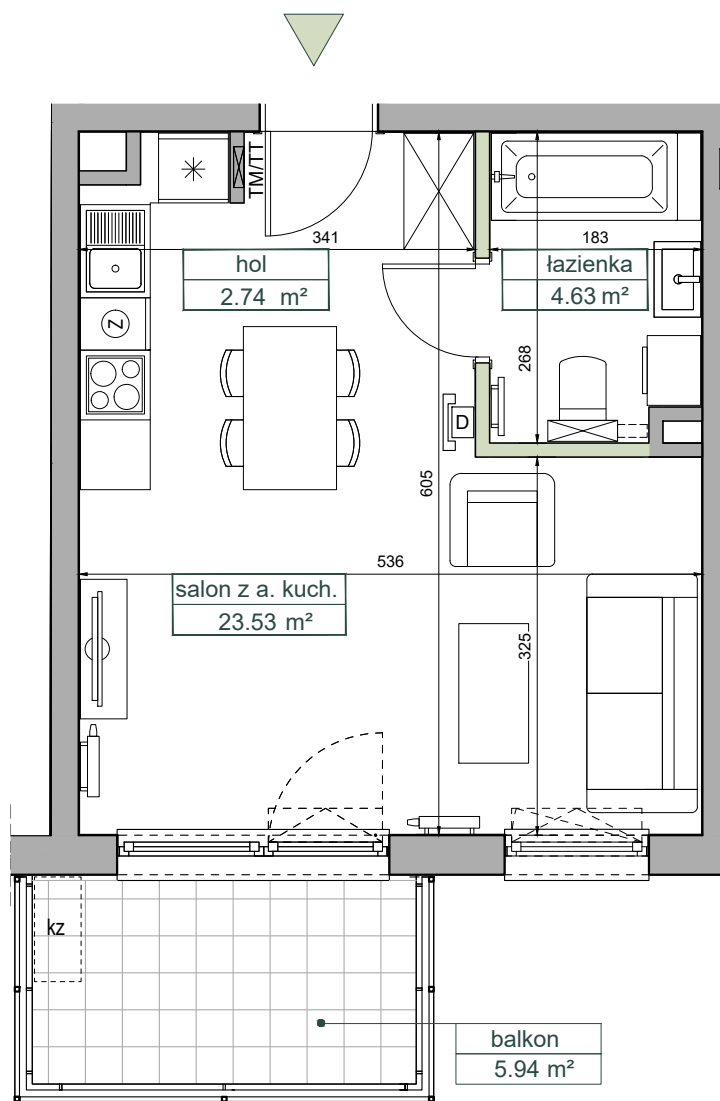 TM/TT
341
183
hol
2.74 m²
łazienka
4.63 m²
Z
268
D
605
536
salon z a. kuch.
23.53 m²
325
kz
balkon
5.94 m²